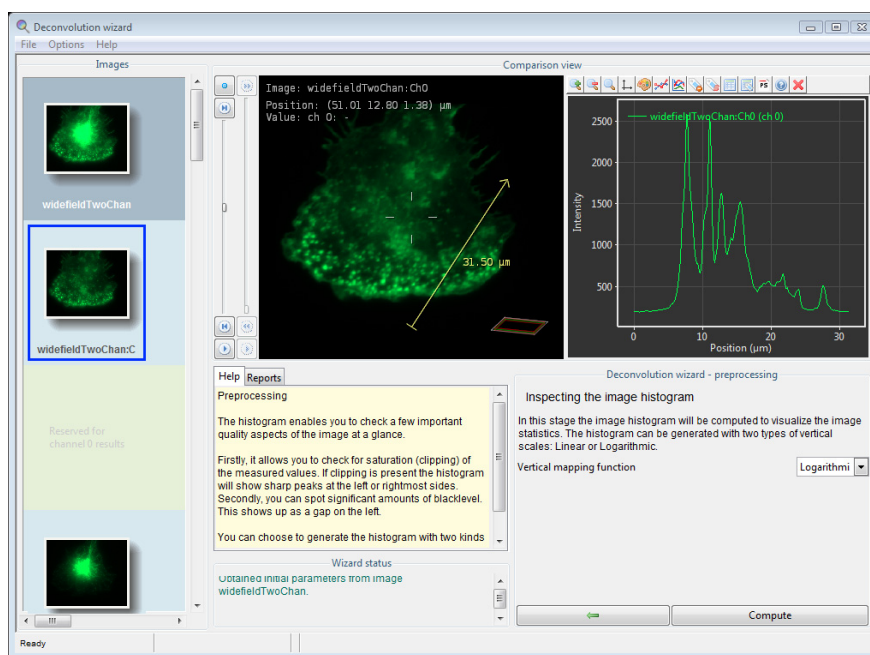 Deconvolution wizard
File Options Help
Images
widefieldTwoChan
widefieldTwoChan:C
Reserved for
channel 0 results
Comparison view
Image: widefieldTwoChan:Ch0
Position: (51.01 12.80 1.38) µm
Value: ch 0: -
31.50 µm
PS
widefieldTwoChan:Ch0 (ch 0)
Intensity
2500
2000
1500
1000
500
0 10 20 30
Position (µm)
Help Reports
Preprocessing
The histogram enables you to check a few important
quality aspects of the image at a glance.
Firstly, it allows you to check for saturation (clipping) of
the measured values. If clipping is present the histogram
will show sharp peaks at the left or rightmost sides.
Secondly, you can spot significant amounts of blacklevel.
This shows up as a gap on the left.
You can choose to generate the histogram with two kinds
Wizard status
Obtained initial parameters from image
widefieldTwoChan.
Deconvolution wizard - preprocessing
Inspecting the image histogram
In this stage the image histogram will be computed to visualize the image
statistics. The histogram can be generated with two types of vertical
scales: Linear or Logarithmic.
Vertical mapping function Logarithmi
Compute
Ready